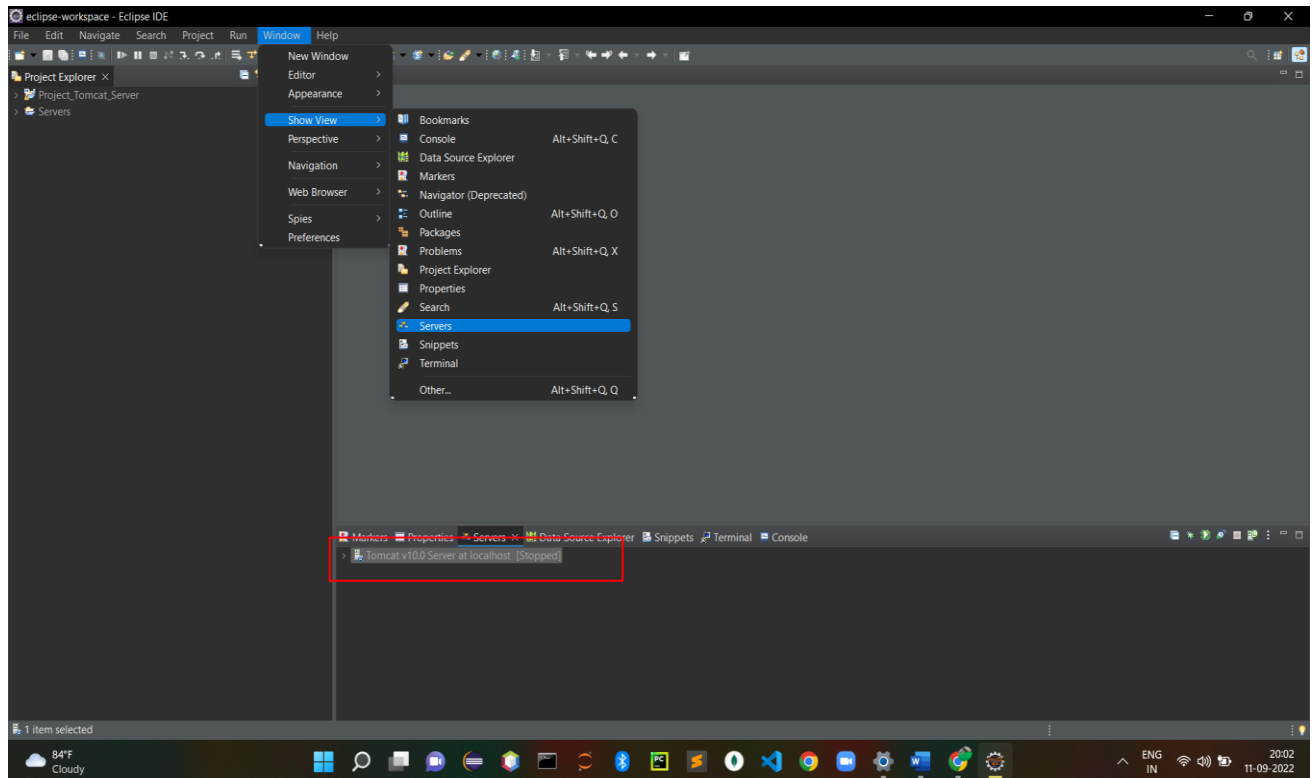 eclipse-workspace - Eclipse IDE
File Edit Navigate Search Project Run Window Help
Project Explorer
Project_Tomcat_Server
Servers
New Window
Editor
Appearance
Show View
Perspective
Navigation
Web Browser
Spies
Preferences
Bookmarks
Console Alt+Shift+Q, C
Data Source Explorer
Markers
Navigator (Deprecated)
Outline Alt+Shift+Q, O
Packages
Problems Alt+Shift+Q, X
Project Explorer
Properties
Search Alt+Shift+Q, S
Servers
Snippets
Terminal
Other... Alt+Shift+Q, Q
Markers Properties Servers Data Source Explorer Snippets Terminal Console
Tomcat v10.0 Server at localhost [Stopped]
1 item selected
84°F
Cloudy
PC
W
ENG
IN
20:02
11-09-2022